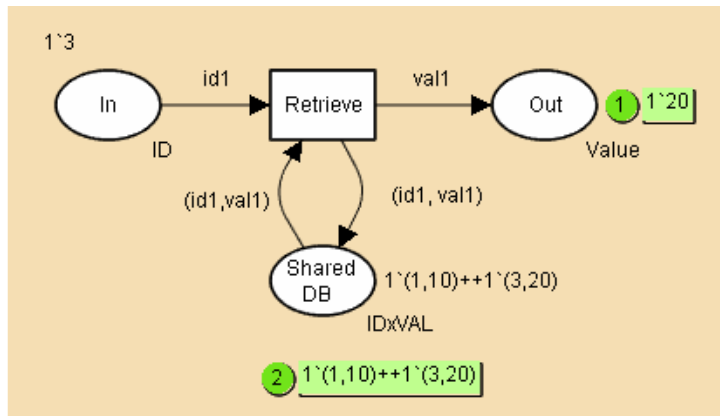 1`3
id1
val1
In
Retrieve
Out
1
1`20
ID
Value
(id1,val1)
(id1, val1)
Shared
DB
1`(1,10)++1`(3,20)
IDxVAL
2
1`(1,10)++1`(3,20)